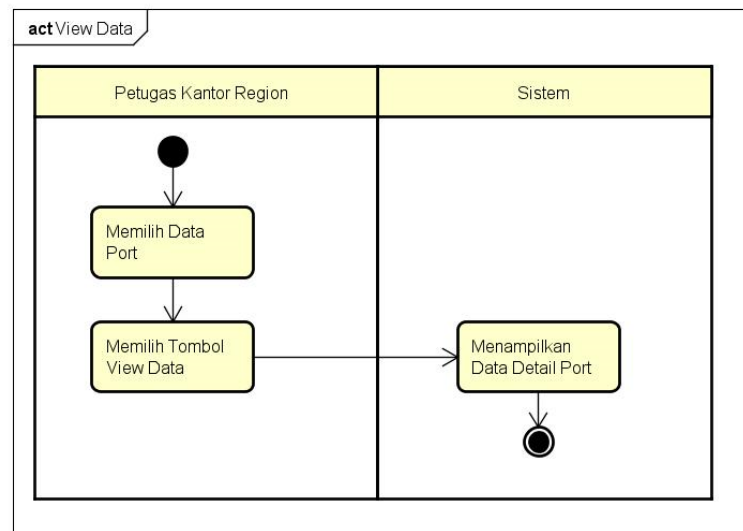 act View Data
Petugas Kantor Region
Sistem
Memilih Data
Port
Memilih Tombol
View Data
Menampilkan
Data Detail Port